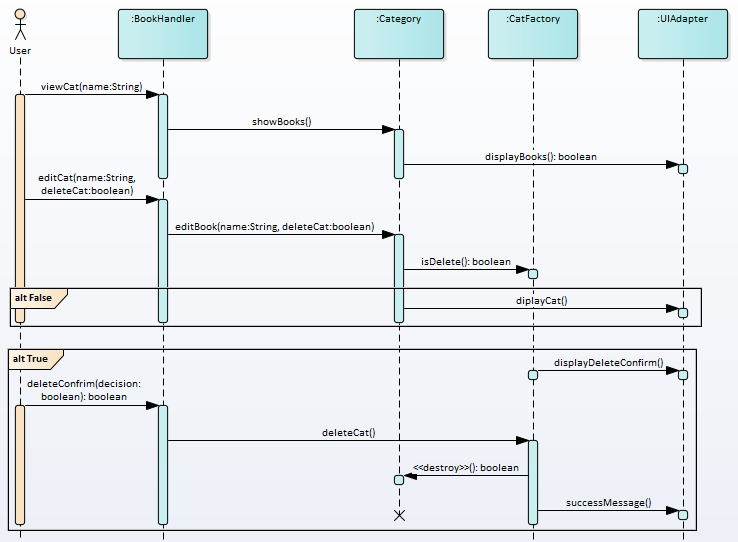 :BookHandler
:Category
:CatFactory
:UIAdapter
User
viewCat(name:String)
showBooks()
displayBooks(): boolean
editCat(name:String,
deleteCat:boolean)
editBook(name:String, deleteCat:boolean)
isDelete(): boolean
alt False
diplayCat()
alt True
displayDeleteConfirm()
deleteConfrim(decision:
boolean): boolean
deleteCat()
<<destroy>>(): boolean
successMessage()